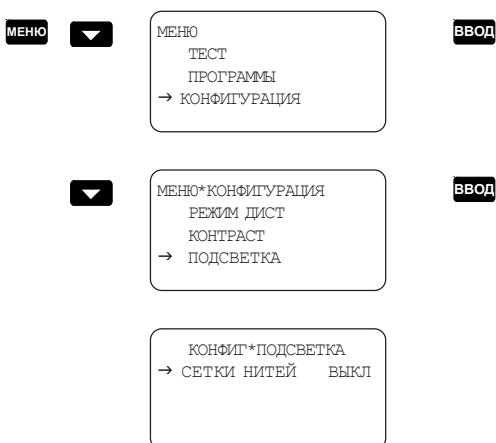 МЕНЮ
МЕНЮ
ТЕСТ
ПРОГРАММЫ
→ КОНФИГУРАЦИЯ
ВВОД
МЕНЮ*КОНФИГУРАЦИЯ
РЕЖИМ ДИСТ
КОНТРАСТ
→ ПОДСВЕТКА
ВВОД
КОНФИГ*ПОДСВЕТКА
→ СЕТКИ НИТЕЙ ВЫКЛ